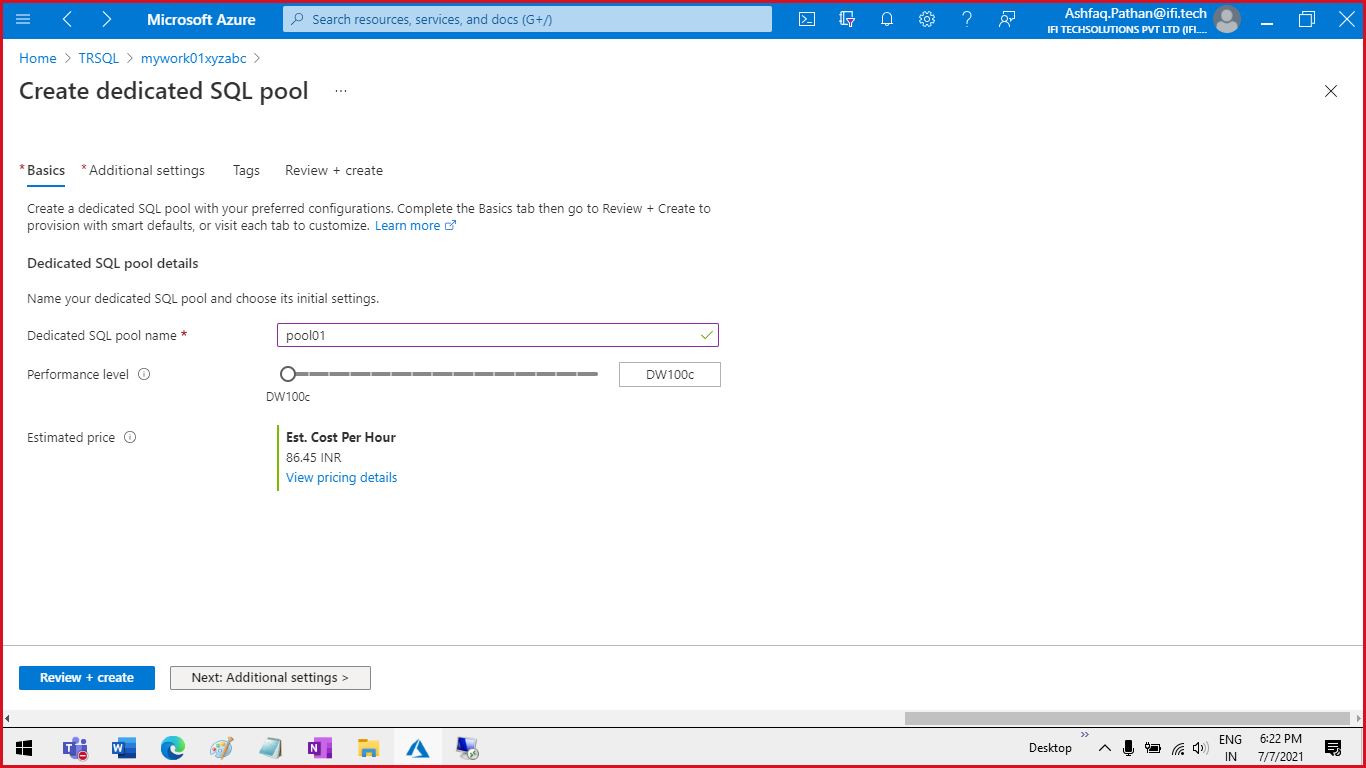 Microsoft Azure
Search resources, services, and docs (G+/)
Ashfaq.Pathan@ifi.tech
IFI TECHSOLUTIONS PVT LTD (IFI....
Home > TRSQL > mywork01xyzabc >
Create dedicated SQL pool ...
* Basics * Additional settings Tags Review + create
Create a dedicated SQL pool with your preferred configurations. Complete the Basics tab then go to Review + Create to
provision with smart defaults, or visit each tab to customize. Learn more
Dedicated SQL pool details
Name your dedicated SQL pool and choose its initial settings.
Dedicated SQL pool name * pool01
Performance level DW100c
DW100c
Estimated price Est. Cost Per Hour
86.45 INR
View pricing details
Review + create Next: Additional settings >
Desktop
ENG
IN
6:22 PM
7/7/2021